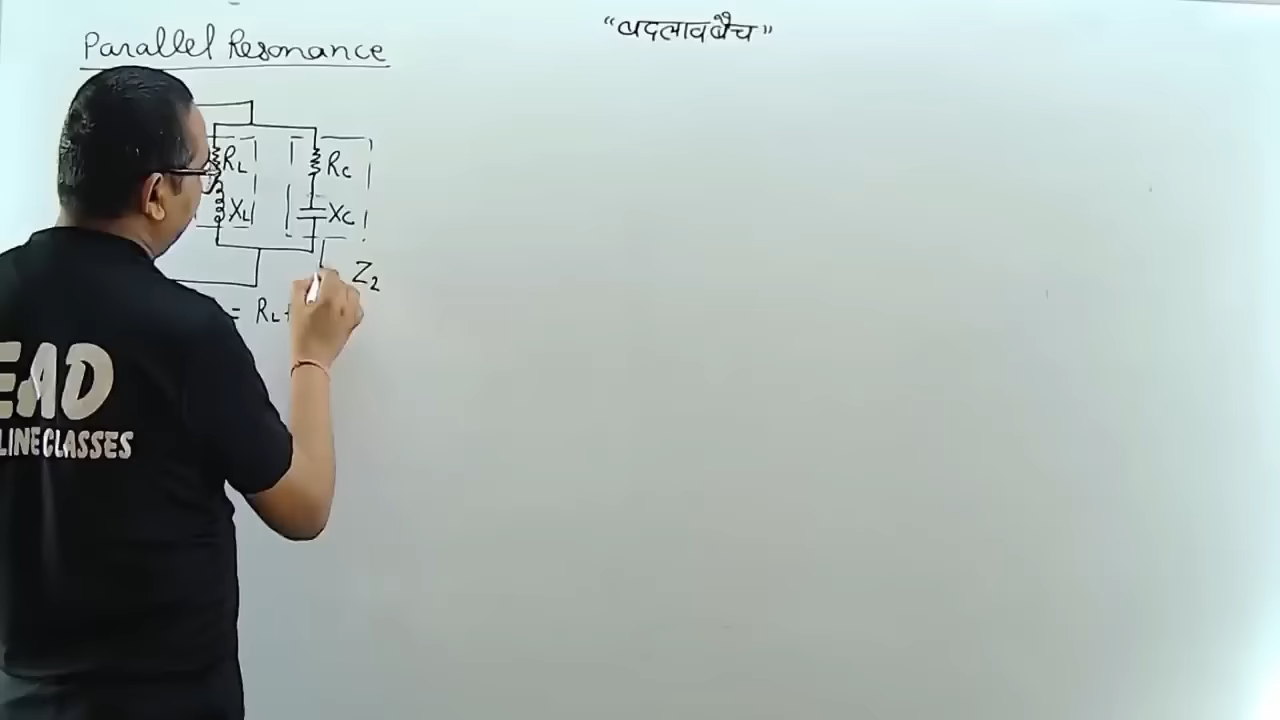 “बदलावबैच”
Parallel Resonance
RL
RC
XL
XC
Z2
= RL+
EAD
LINE CLASSES